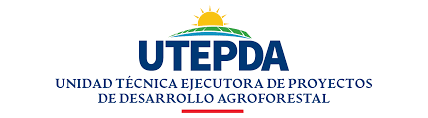 UTEPDA
UNIDAD TÉCNICA EJECUTORA DE PROYECTOS
DE DESARROLLO AGROFORESTAL